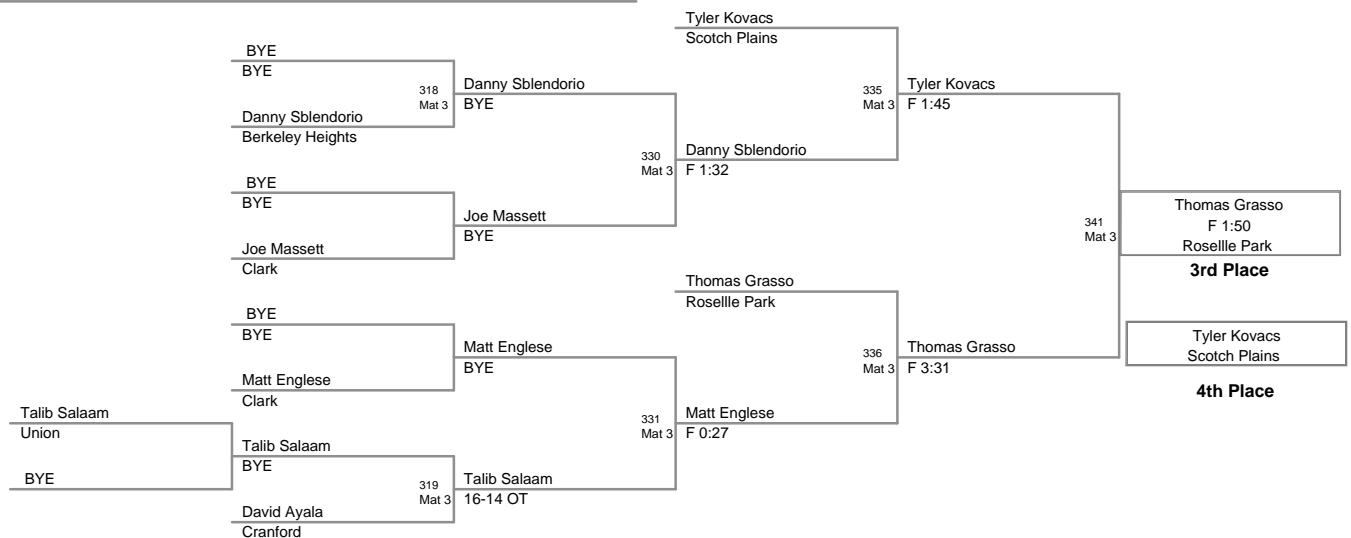 Tyler Kovacs
Scotch Plains
BYE
BYE
318
Mat 3
Danny Sblendorio
BYE
335
Mat 3
Tyler Kovacs
F 1:45
Danny Sblendorio
Berkeley Heights
330
Mat 3
Danny Sblendorio
F 1:32
BYE
BYE
Joe Massett
BYE
341
Mat 3
Thomas Grasso
F 1:50
Rosellle Park
3rd Place
Joe Massett
Clark
Thomas Grasso
Rosellle Park
BYE
BYE
Matt Englese
BYE
336
Mat 3
Thomas Grasso
F 3:31
Tyler Kovacs
Scotch Plains
4th Place
Matt Englese
Clark
Talib Salaam
Union
331
Mat 3
Matt Englese
F 0:27
Talib Salaam
BYE
BYE
319
Mat 3
Talib Salaam
16-14 OT
David Ayala
Cranford